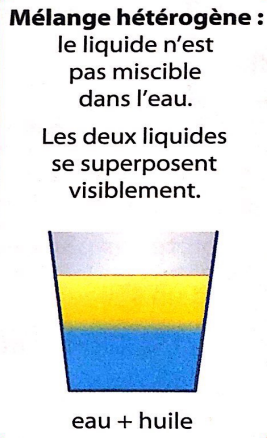 Mélange hétérogène :
le liquide n'est
pas miscible
dans l'eau.
Les deux liquides
se superposent
visiblement.
eau + huile